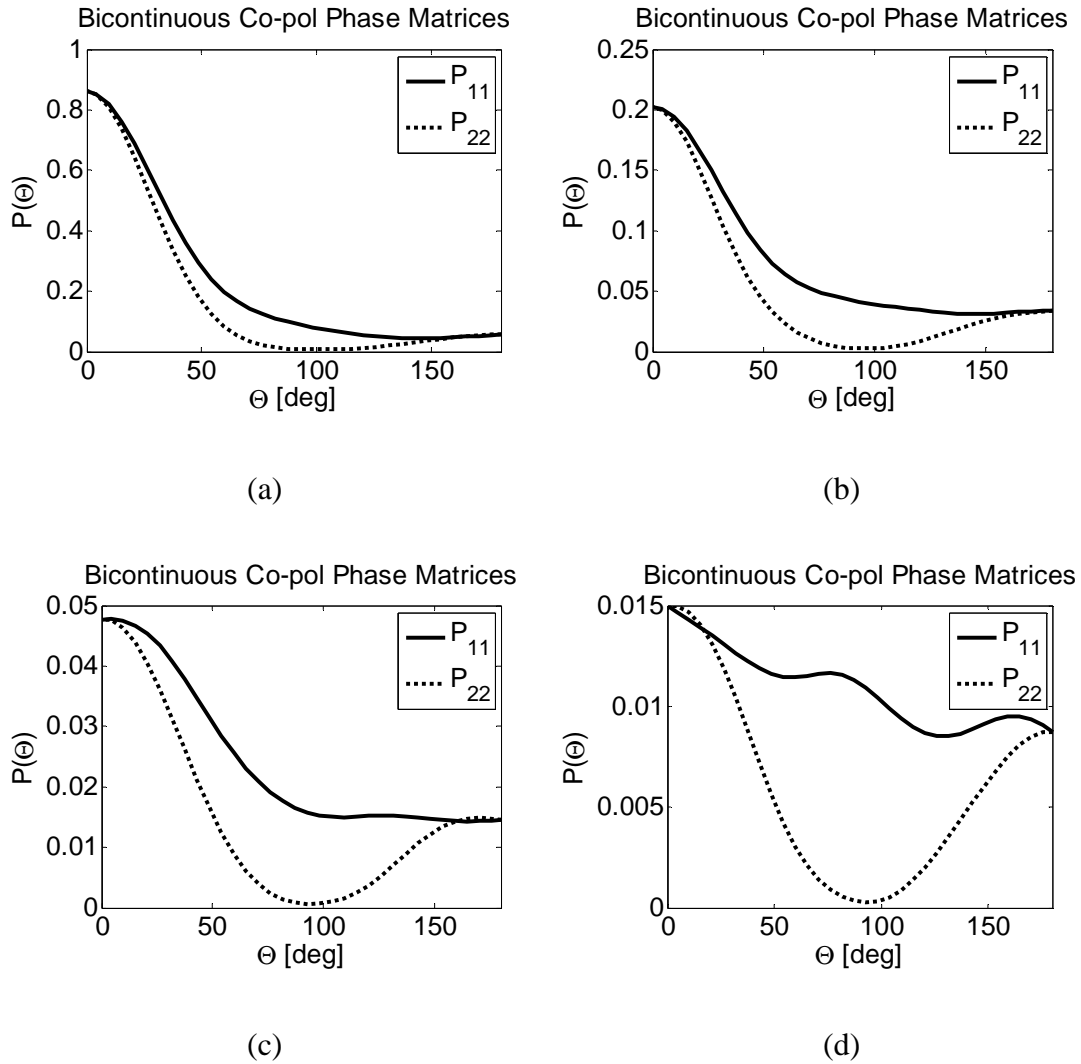 Bicontinuous Co-pol Phase Matrices
1
0.8
0.6
0.4
0.2
0
P(Θ)
P11
P22
0 50 100 150
Θ [deg]
(a)
Bicontinuous Co-pol Phase Matrices
0.25
0.2
0.15
0.1
0.05
0
P(Θ)
P11
P22
0 50 100 150
Θ [deg]
(b)
Bicontinuous Co-pol Phase Matrices
0.05
0.04
0.03
0.02
0.01
0
P(Θ)
P11
P22
0 50 100 150
Θ [deg]
(c)
Bicontinuous Co-pol Phase Matrices
0.015
0.01
0.005
0
P(Θ)
P11
P22
0 50 100 150
Θ [deg]
(d)